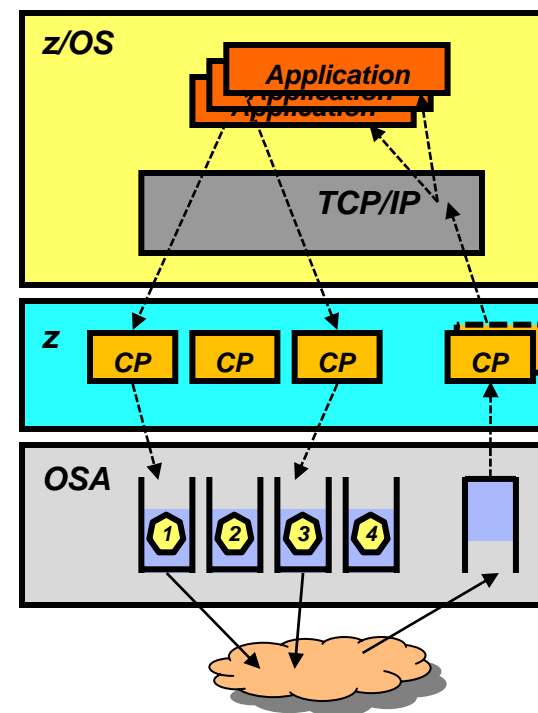 z/OS
Application
Application
Application
TCP/IP
z
CP
CP
CP
CP
OSA
1
2
3
4